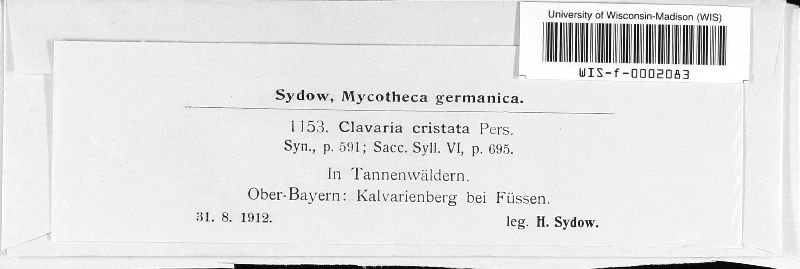 University of Wisconsin-Madison (WIS)
WIS-f-0002083
Sydow, Mycotheca germanica.
1153. Clavaria cristata Pers.
Syn., p. 591; Sacc. Syll. VI, p. 695.
In Tannenwäldern.
Ober-Bayern: Kalvarienberg bei Füssen.
31. 8. 1912. leg. H. Sydow.